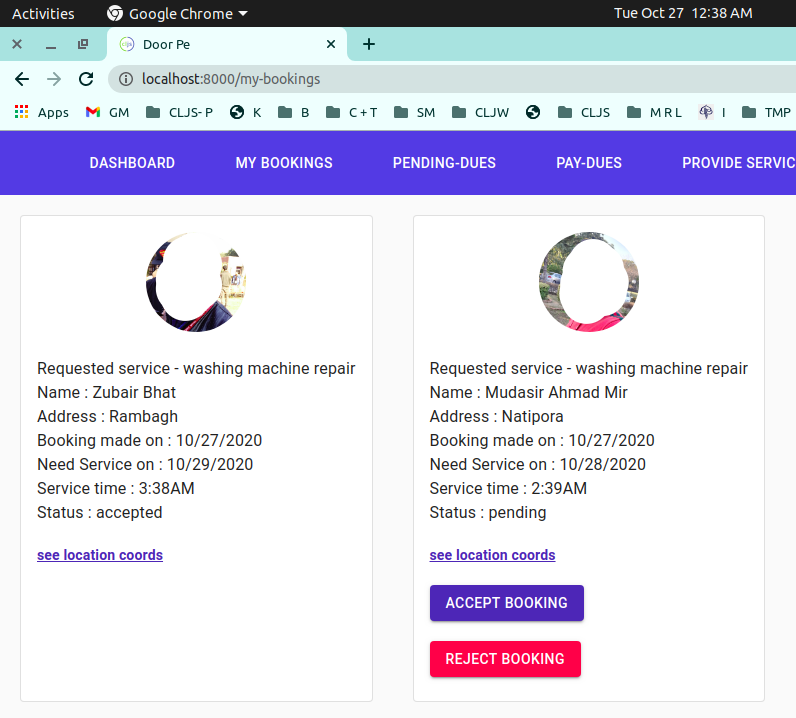 Activities Google Chrome Tue Oct 27 12:38 AM
Door Pe
localhost:8000/my-bookings
Apps GM CLJS- P K B C + T SM CLJW CLJS M R L I TMP
DASHBOARD MY BOOKINGS PENDING-DUES PAY-DUES PROVIDE SERVIC
Requested service - washing machine repair
Name : Zubair Bhat
Address : Rambagh
Booking made on : 10/27/2020
Need Service on : 10/29/2020
Service time : 3:38AM
Status : accepted
see location coords
Requested service - washing machine repair
Name : Mudasir Ahmad Mir
Address : Natipora
Booking made on : 10/27/2020
Need Service on : 10/28/2020
Service time : 2:39AM
Status : pending
see location coords
ACCEPT BOOKING
REJECT BOOKING